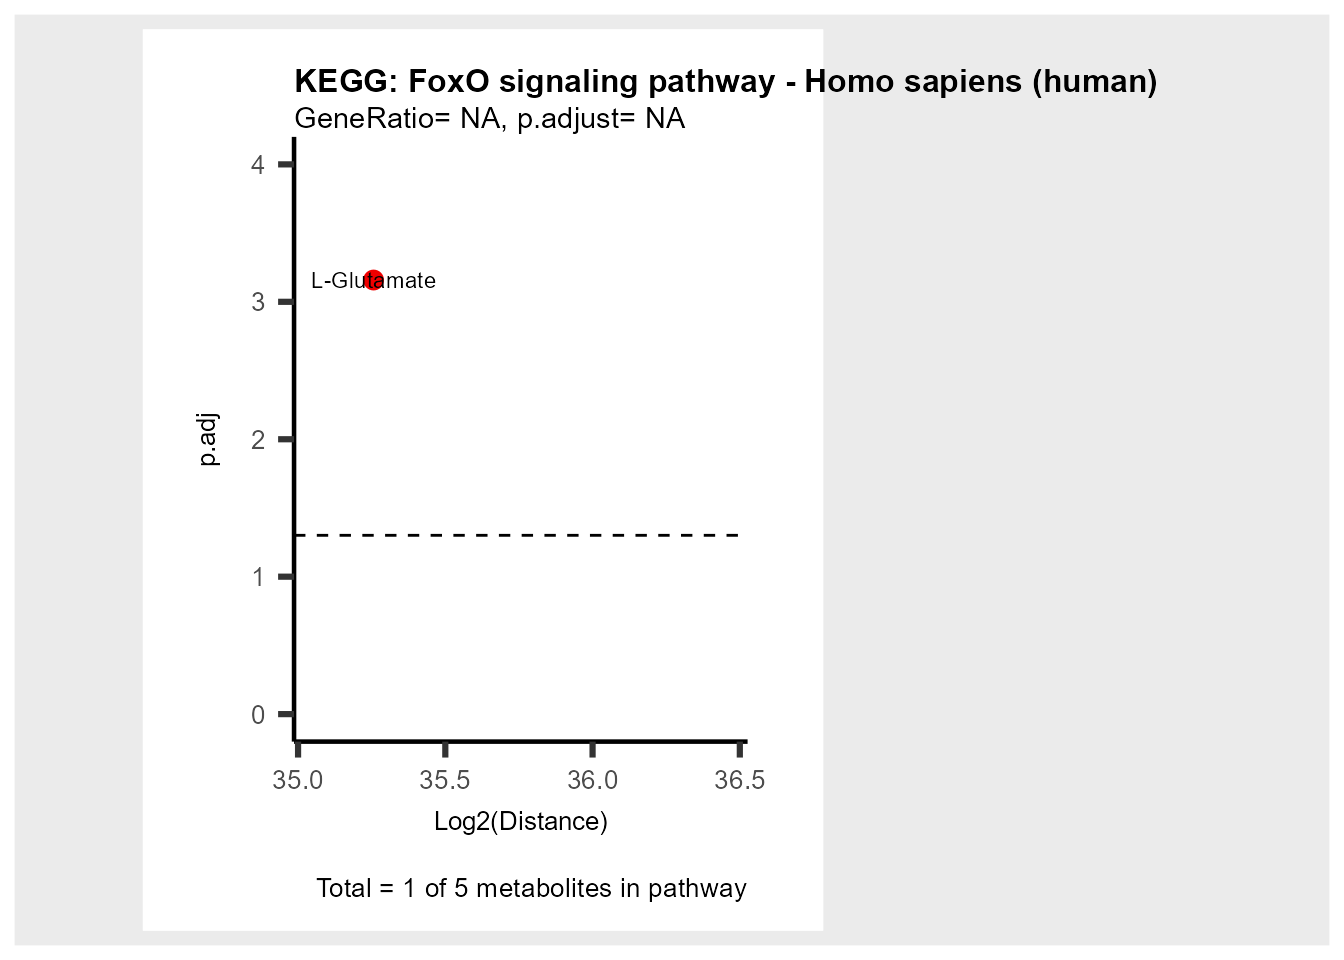 KEGG: FoxO signaling pathway - Homo sapiens (human)
GeneRatio= NA, p.adjust= NA
4
L-Glutamate
3
p.adj
2
1
0
35.0 35.5 36.0 36.5
Log2(Distance)
Total = 1 of 5 metabolites in pathway